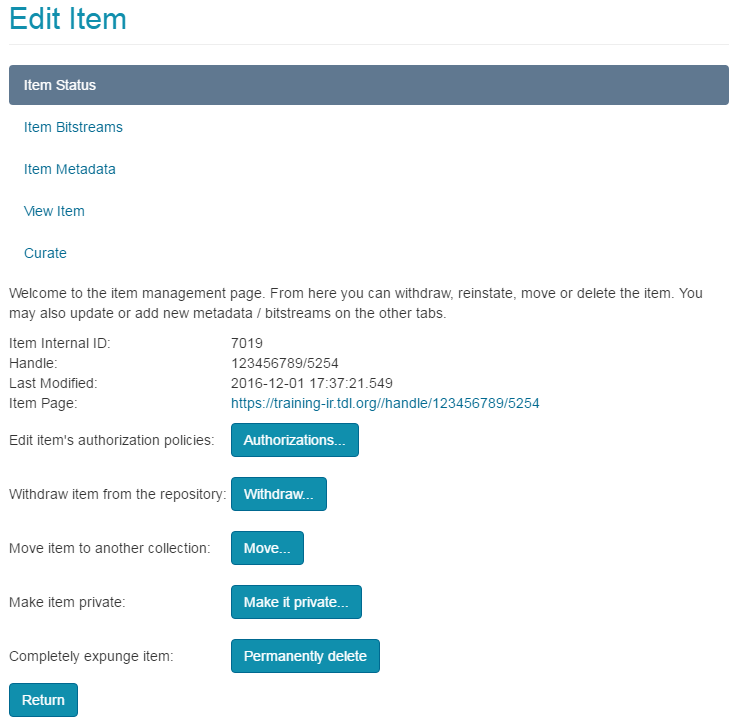 Edit Item
Item Status
Item Bitstreams
Item Metadata
View Item
Curate
Welcome to the item management page. From here you can withdraw, reinstate, move or delete the item. You
may also update or add new metadata / bitstreams on the other tabs.
Item Internal ID: 7019
Handle: 123456789/5254
Last Modified: 2016-12-01 17:37:21.549
Item Page: https://training-ir.tdl.org//handle/123456789/5254
Edit item's authorization policies: Authorizations...
Withdraw item from the repository: Withdraw...
Move item to another collection: Move...
Make item private: Make it private...
Completely expunge item: Permanently delete
Return